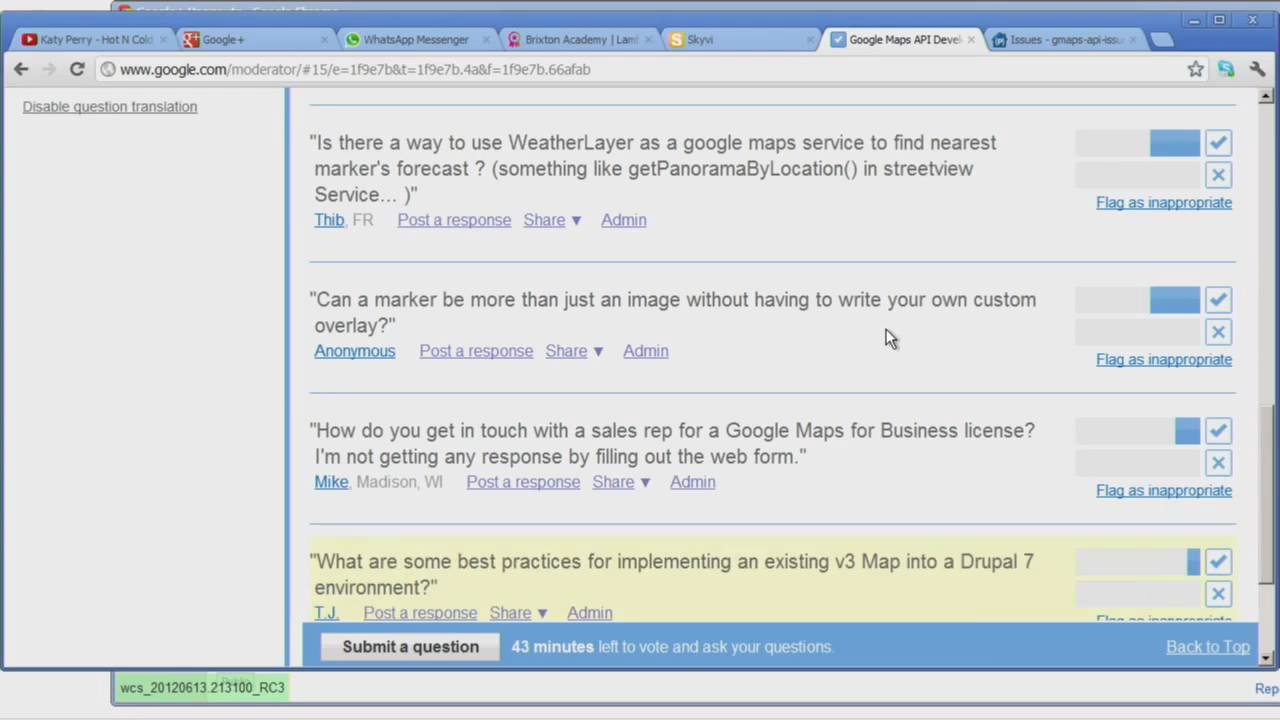 Katy Perry - Hot N Cold
Google+
WhatsApp Messenger
Brixton Academy | Lam
Skyvi
Google Maps API Devel
Issues - gmaps-api-issu
www.google.com/moderator/#15/e=1f9e7b&t=1f9e7b.4a&f=1f9e7b.66afab
Disable question translation
"Is there a way to use WeatherLayer as a google maps service to find nearest
marker's forecast ? (something like getPanoramaByLocation() in streetview
Service... )"
Thib, FR Post a response Share ▼ Admin
Flag as inappropriate
"Can a marker be more than just an image without having to write your own custom
overlay?"
Anonymous Post a response Share ▼ Admin
Flag as inappropriate
"How do you get in touch with a sales rep for a Google Maps for Business license?
I'm not getting any response by filling out the web form."
Mike, Madison, WI Post a response Share ▼ Admin
Flag as inappropriate
"What are some best practices for implementing an existing v3 Map into a Drupal 7
environment?"
T.J. Post a response Share ▼ Admin
Submit a question 43 minutes left to vote and ask your questions. Back to Top
wcs_20120613.213100_RC3
Rep